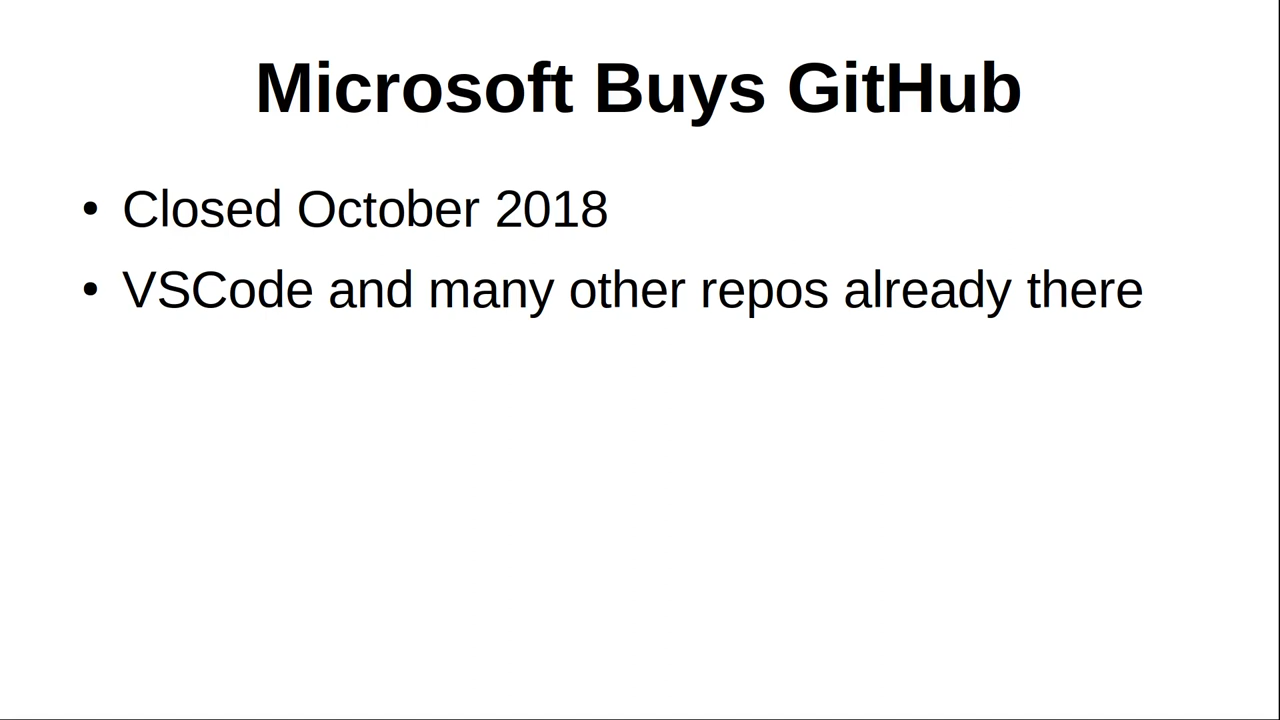 Microsoft Buys GitHub
• Closed October 2018
• VSCode and many other repos already there